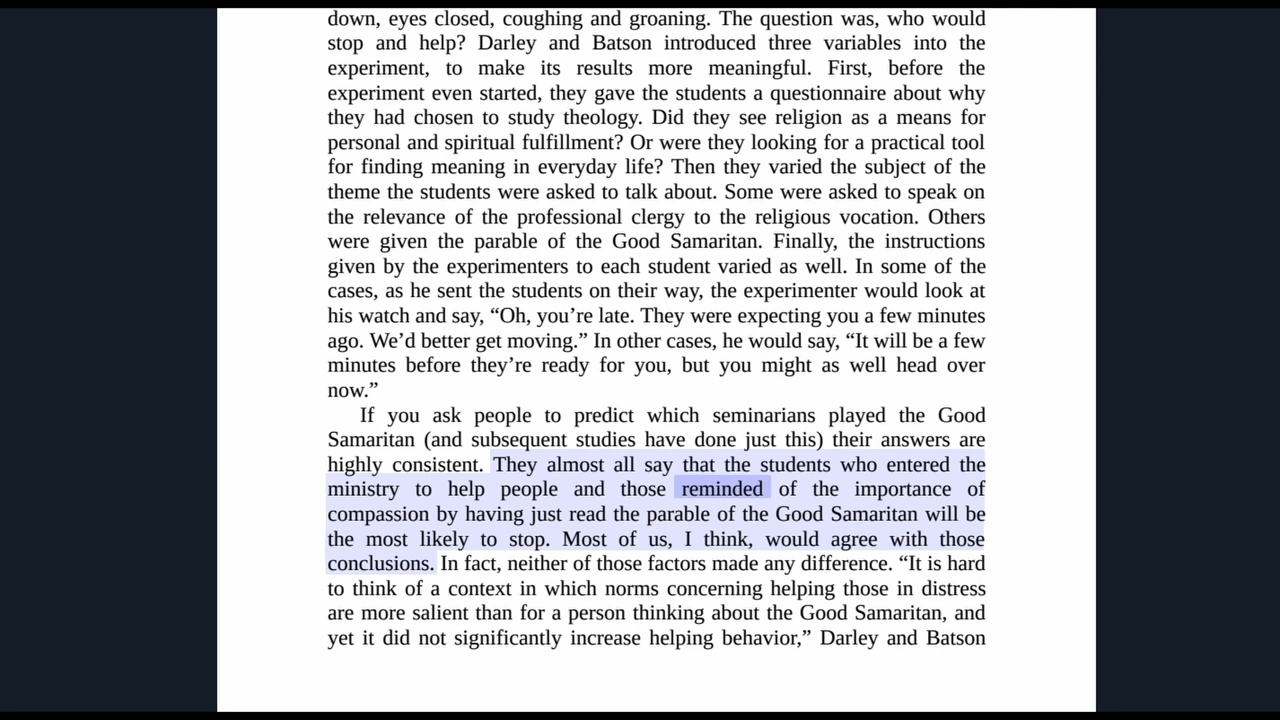 down, eyes closed, coughing and groaning. The question was, who would
stop and help? Darley and Batson introduced three variables into the
experiment, to make its results more meaningful. First, before the
experiment even started, they gave the students a questionnaire about why
they had chosen to study theology. Did they see religion as a means for
personal and spiritual fulfillment? Or were they looking for a practical tool
for finding meaning in everyday life? Then they varied the subject of the
theme the students were asked to talk about. Some were asked to speak on
the relevance of the professional clergy to the religious vocation. Others
were given the parable of the Good Samaritan. Finally, the instructions
given by the experimenters to each student varied as well. In some of the
cases, as he sent the students on their way, the experimenter would look at
his watch and say, “Oh, you’re late. They were expecting you a few minutes
ago. We’d better get moving.” In other cases, he would say, “It will be a few
minutes before they’re ready for you, but you might as well head over
now.”
If you ask people to predict which seminarians played the Good
Samaritan (and subsequent studies have done just this) their answers are
highly consistent. They almost all say that the students who entered the
ministry to help people and those reminded of the importance of
compassion by having just read the parable of the Good Samaritan will be
the most likely to stop. Most of us, I think, would agree with those
conclusions. In fact, neither of those factors made any difference. “It is hard
to think of a context in which norms concerning helping those in distress
are more salient than for a person thinking about the Good Samaritan, and
yet it did not significantly increase helping behavior,” Darley and Batson